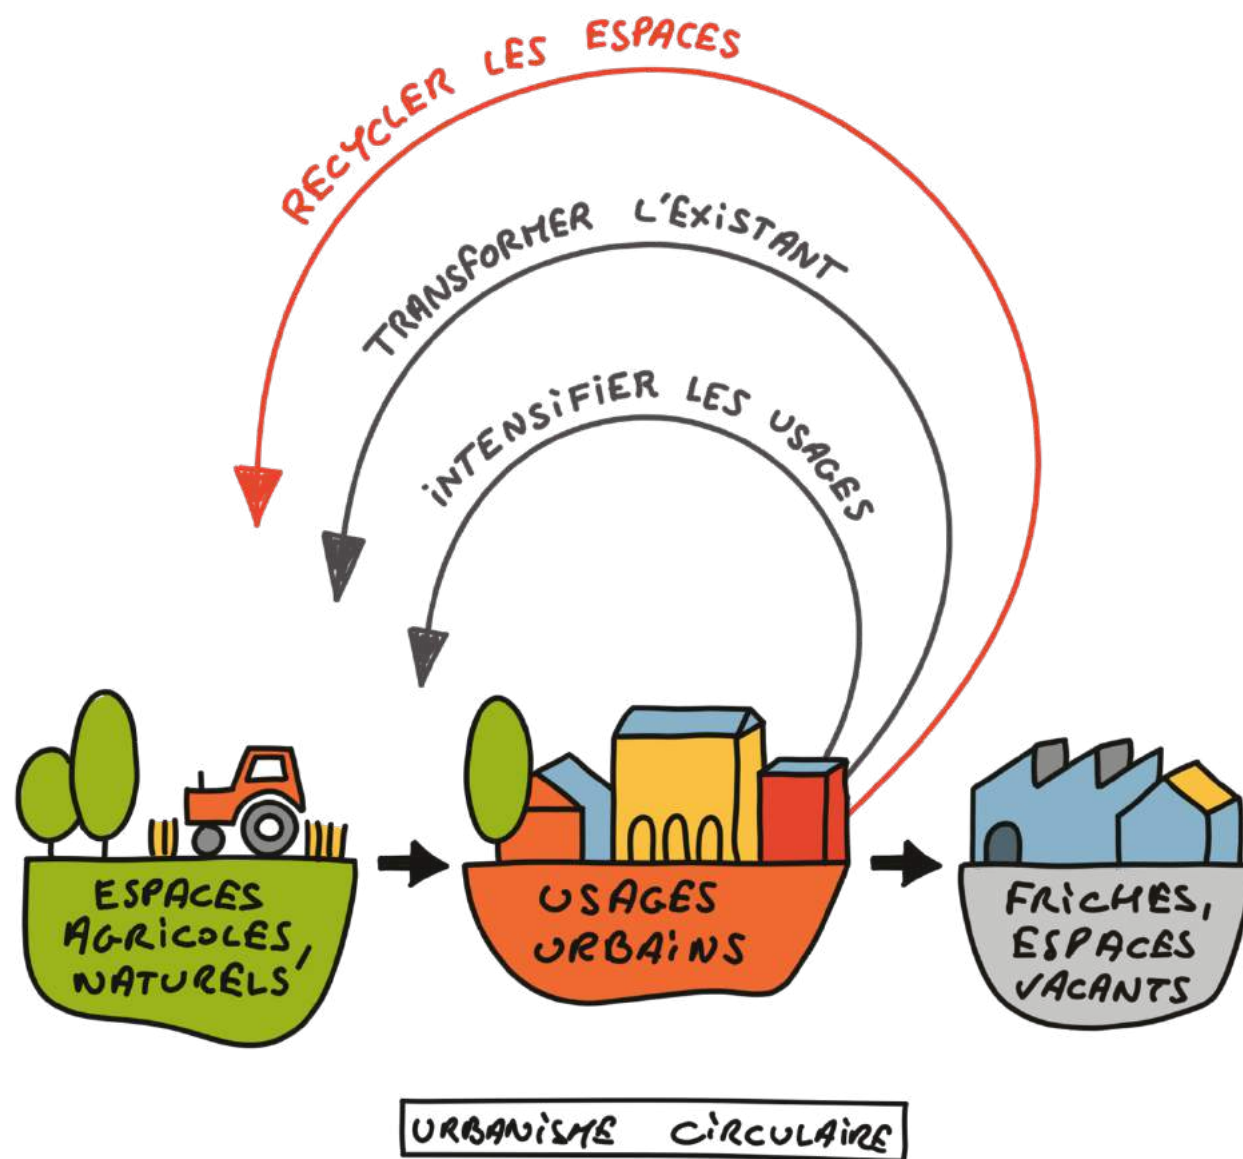 RECYCLER LES ESPACES
TRANSFORMER L'EXISTANT
INTENSIFIER LES USAGES
ESPACES
AGRICOLES,
NATURELS
USAGES
URBAINS
FRICHES,
ESPACES
VACANTS
URBANISME CIRCULAIRE